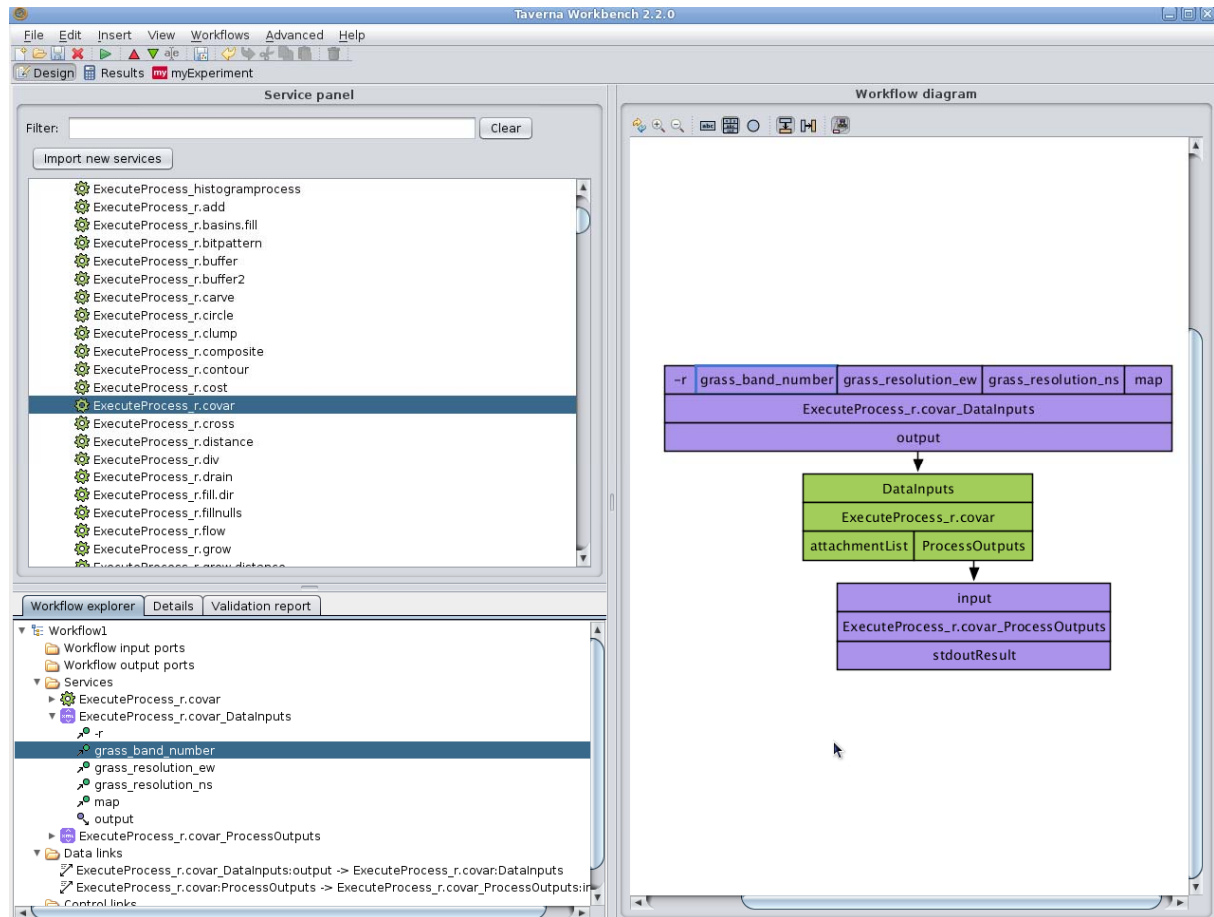 Taverna Workbench 2.2.0
File Edit Insert View Workflows Advanced Help
Design Results my myExperiment
Service panel
Filter: Clear
Import new services
ExecuteProcess_histogramprocess
ExecuteProcess_r.add
ExecuteProcess_r.basins.fill
ExecuteProcess_r.bitpattern
ExecuteProcess_r.buffer
ExecuteProcess_r.buffer2
ExecuteProcess_r.carve
ExecuteProcess_r.circle
ExecuteProcess_r.clump
ExecuteProcess_r.composite
ExecuteProcess_r.contour
ExecuteProcess_r.cost
ExecuteProcess_r.covar
ExecuteProcess_r.cross
ExecuteProcess_r.distance
ExecuteProcess_r.div
ExecuteProcess_r.drain
ExecuteProcess_r.fill.dir
ExecuteProcess_r.fillnulls
ExecuteProcess_r.flow
ExecuteProcess_r.grow
ExecuteProcess_r.grow.distance
Workflow explorer Details Validation report
Workflow1
Workflow input ports
Workflow output ports
Services
ExecuteProcess_r.covar
ExecuteProcess_r.covar_DataInputs
-r
grass_band_number
grass_resolution_ew
grass_resolution_ns
map
output
ExecuteProcess_r.covar_ProcessOutputs
Data links
ExecuteProcess_r.covar_DataInputs:output -> ExecuteProcess_r.covar:DataInputs
ExecuteProcess_r.covar:ProcessOutputs -> ExecuteProcess_r.covar_ProcessOutputs:in
Control links
Workflow diagram
-r grass_band_number grass_resolution_ew grass_resolution_ns map
ExecuteProcess_r.covar_DataInputs
output
DataInputs
ExecuteProcess_r.covar
attachmentList ProcessOutputs
input
ExecuteProcess_r.covar_ProcessOutputs
stdoutResult